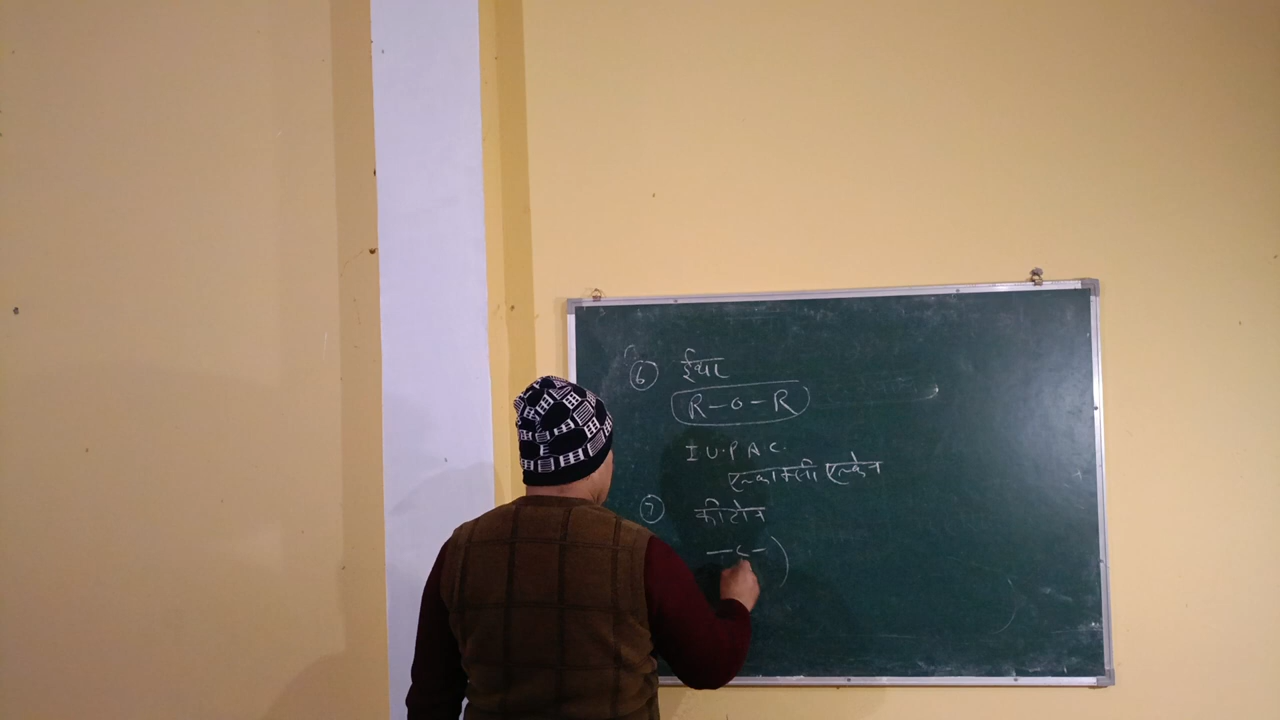 6 ईथर
R-O-R
I U.P.A.C.
एल्काक्सी एल्केन
7 कीटोन
-C-